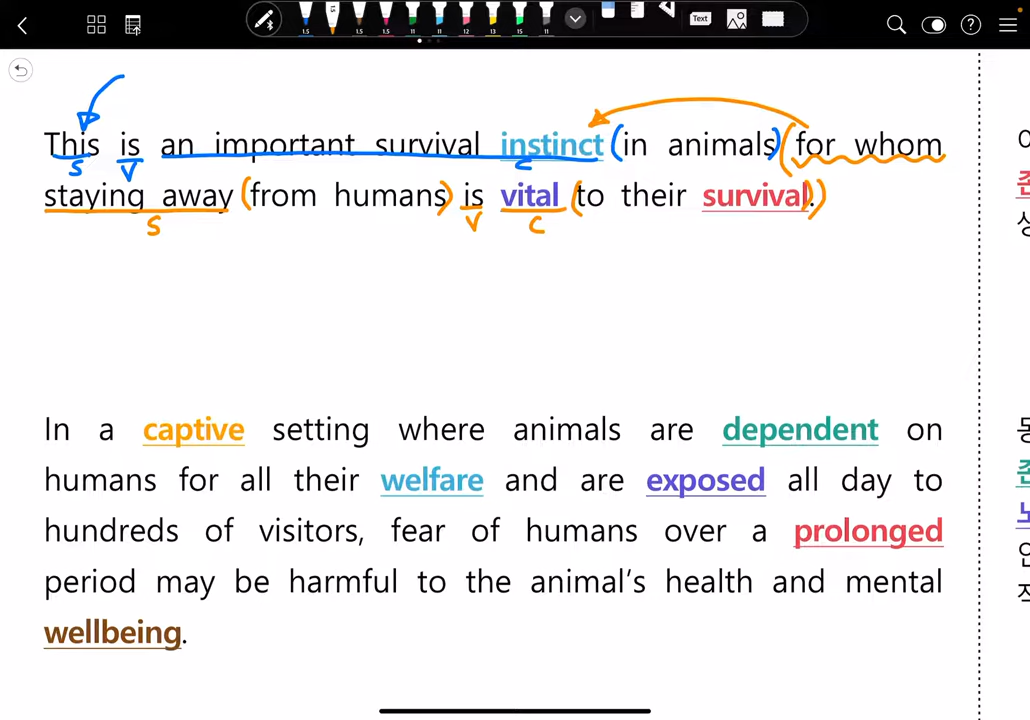 Text
This is an important survival instinct (in animals) (for whom
S V C
staying away (from humans) is vital (to their survival.))
S V C
In a captive setting where animals are dependent on
humans for all their welfare and are exposed all day to
hundreds of visitors, fear of humans over a prolonged
period may be harmful to the animal's health and mental
wellbeing.